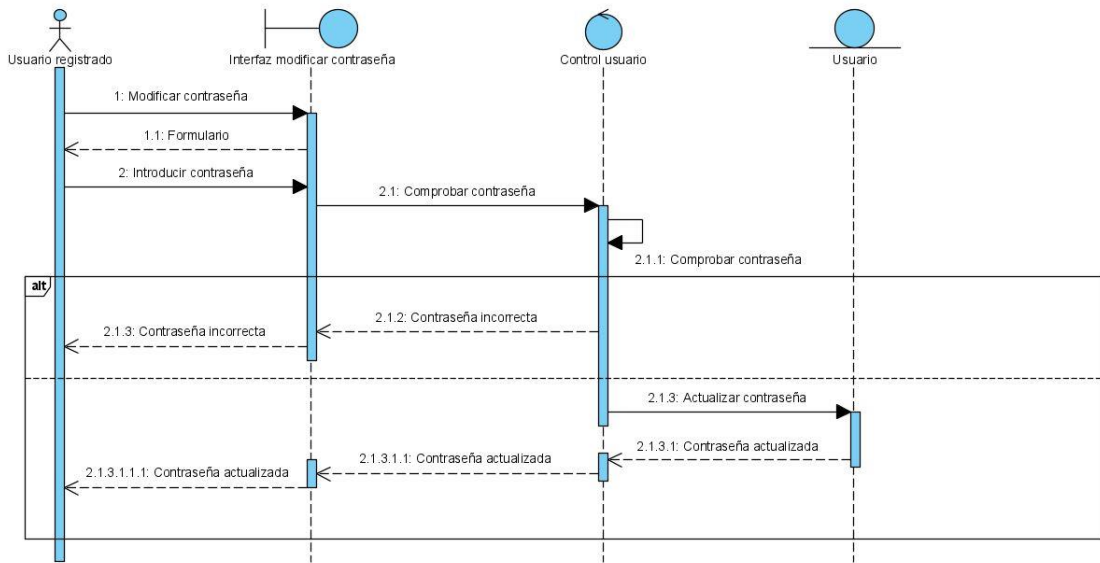 Usuario registrado
Interfaz modificar contraseña
Control usuario
Usuario
1: Modificar contraseña
1.1: Formulario
2: Introducir contraseña
2.1: Comprobar contraseña
2.1.1: Comprobar contraseña
alt
2.1.2: Contraseña incorrecta
2.1.3: Contraseña incorrecta
2.1.3: Actualizar contraseña
2.1.3.1: Contraseña actualizada
2.1.3.1.1: Contraseña actualizada
2.1.3.1.1.1: Contraseña actualizada